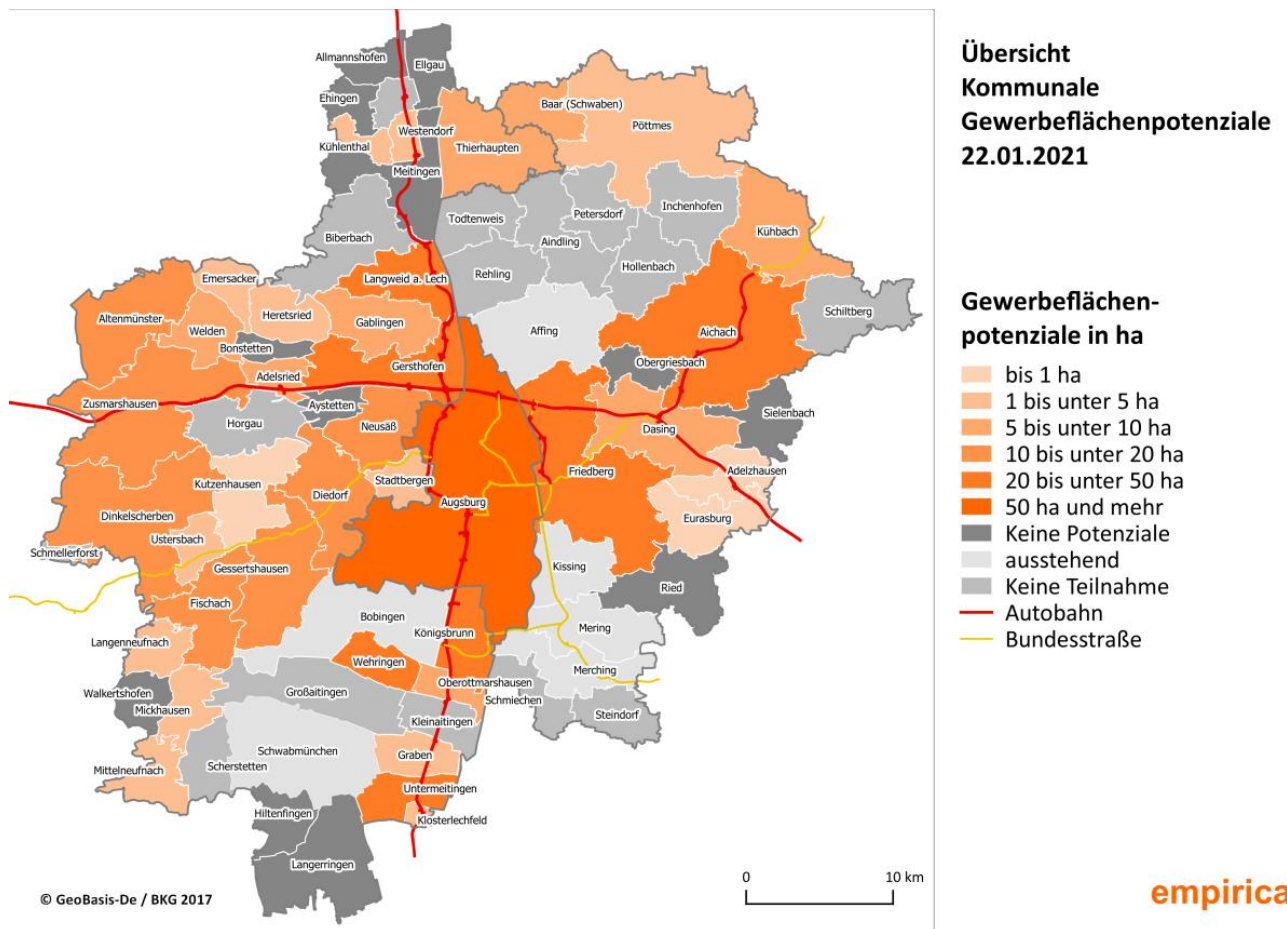 Übersicht
Kommunale
Gewerbeflächenpotenziale
22.01.2021
Gewerbeflächen-
potenziale in ha
bis 1 ha
1 bis unter 5 ha
5 bis unter 10 ha
10 bis unter 20 ha
20 bis unter 50 ha
50 ha und mehr
Keine Potenziale
ausstehend
Keine Teilnahme
Autobahn
Bundesstraße
Allmannshofen
Ellgau
Ehingen
Baar (Schwaben)
Pöttmes
Westendorf
Kühlenthal
Thierhaupten
Meitingen
Inchenhofen
Petersdorf
Todtenweis
Kühbach
Biberbach
Aindling
Hollenbach
Rehling
Emersacker
Langweid a. Lech
Schiltberg
Altenmünster
Heretsried
Gablingen
Welden
Affing
Aichach
Bonstetten
Obergriesbach
Gersthofen
Adelsried
Zusmarshausen
Aystetten
Sielenbach
Horgau
Neusäß
Dasing
Friedberg
Adelzhausen
Stadtbergen
Kutzenhausen
Diedorf
Augsburg
Dinkelscherben
Eurasburg
Ustersbach
Schmellerforst
Gessertshausen
Kissing
Ried
Fischach
Bobingen
Königsbrunn
Mering
Langenneufnach
Wehringen
Merching
Oberottmarshausen
Walkertshofen
Großaitingen
Schmiechen
Mickhausen
Kleinaitingen
Steindorf
Schwabmünchen
Graben
Scherstetten
Mittelneufnach
Untermeitingen
Hiltenfingen
Klosterlechfeld
Langerringen
0
10 km
© GeoBasis-De / BKG 2017
empirica